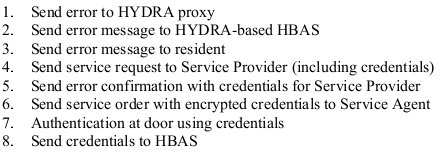 1. Send error to HYDRA proxy
2. Send error message to HYDRA-based HBAS
3. Send error message to resident
4. Send service request to Service Provider (including credentials)
5. Send error confirmation with credentials for Service Provider
6. Send service order with encrypted credentials to Service Agent
7. Authentication at door using credentials
8. Send credentials to HBAS